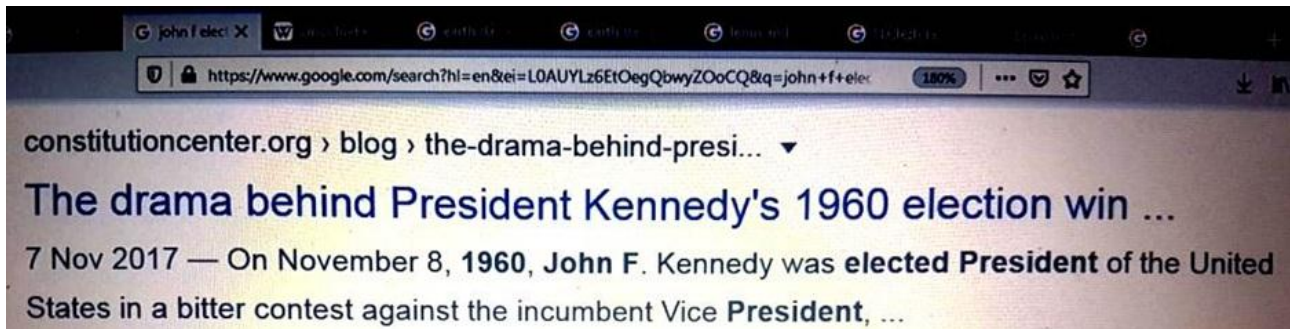 john f elect
https://www.google.com/search?hl=en&ei=L0AUYLz6EtOegQbwyZOoCQ&q=john+f+elec 180%
constitutioncenter.org › blog › the-drama-behind-presi...
The drama behind President Kennedy's 1960 election win ...
7 Nov 2017 — On November 8, 1960, John F. Kennedy was elected President of the United
States in a bitter contest against the incumbent Vice President, ...